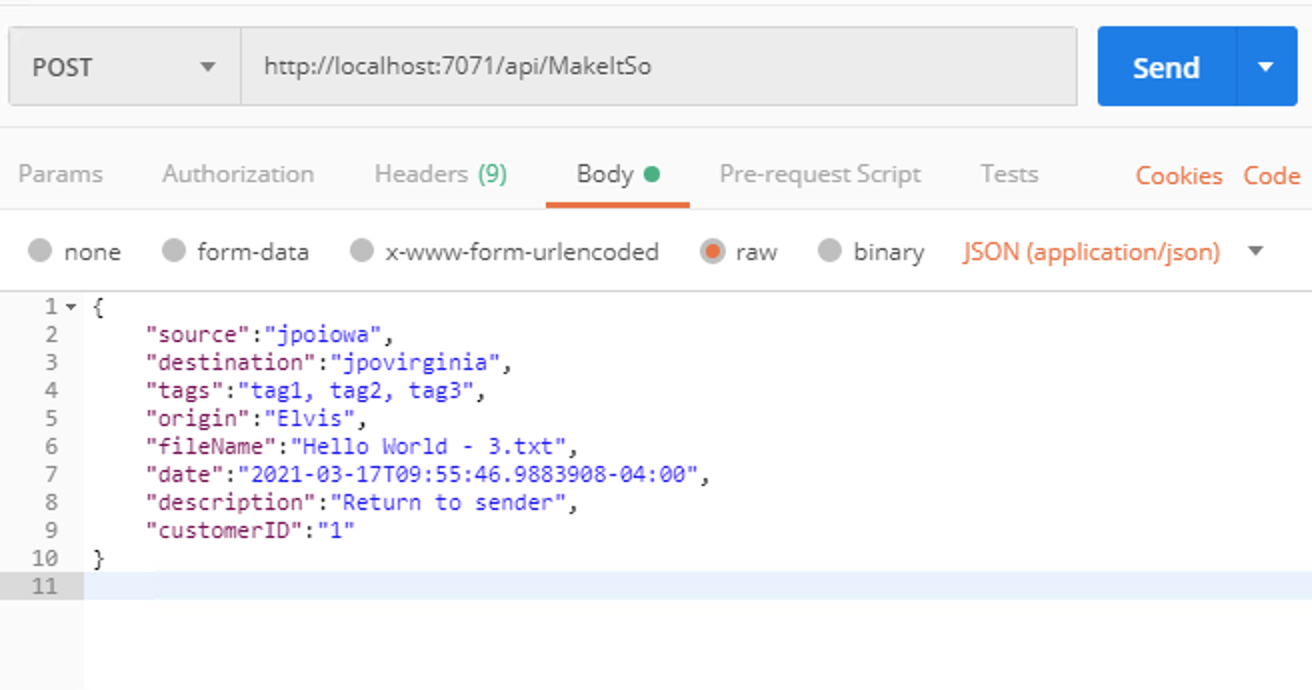 POST http://localhost:7071/api/MakeItSo Send
Params Authorization Headers (9) Body Pre-request Script Tests Cookies Code
none form-data x-www-form-urlencoded raw binary JSON (application/json)
1 {
2 "source":"jpoiowa",
3 "destination":"jpovirginia",
4 "tags":"tag1, tag2, tag3",
5 "origin":"Elvis",
6 "fileName":"Hello World - 3.txt",
7 "date":"2021-03-17T09:55:46.9883908-04:00",
8 "description":"Return to sender",
9 "customerID":"1"
10 }
11